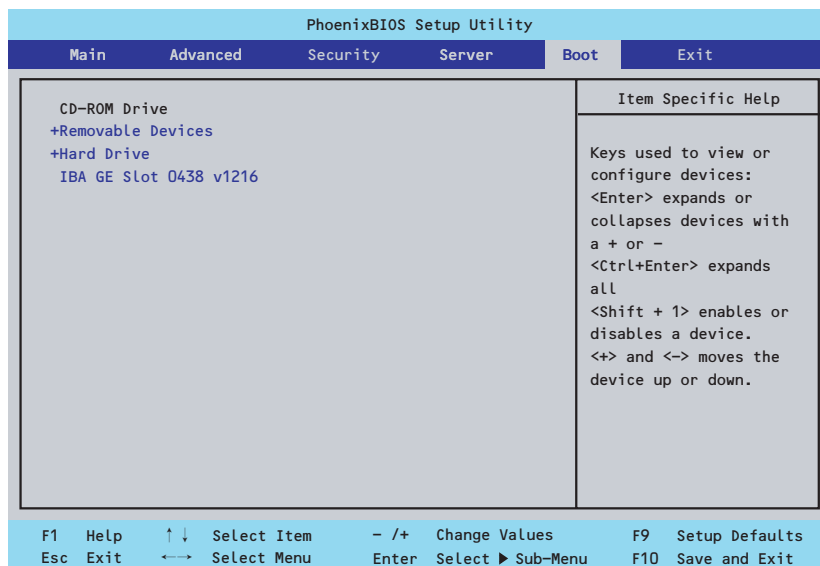 PhoenixBIOS Setup Utility
Main Advanced Security Server Boot Exit
CD-ROM Drive
+Removable Devices
+Hard Drive
IBA GE Slot 0438 v1216
Item Specific Help
Keys used to view or
configure devices:
<Enter> expands or
collapses devices with
a + or -
<Ctrl+Enter> expands
all
<Shift + 1> enables or
disables a device.
<+> and <-> moves the
device up or down.
F1 Help ↑↓ Select Item - /+ Change Values F9 Setup Defaults
Esc Exit ←→ Select Menu Enter Select ▶ Sub-Menu F10 Save and Exit